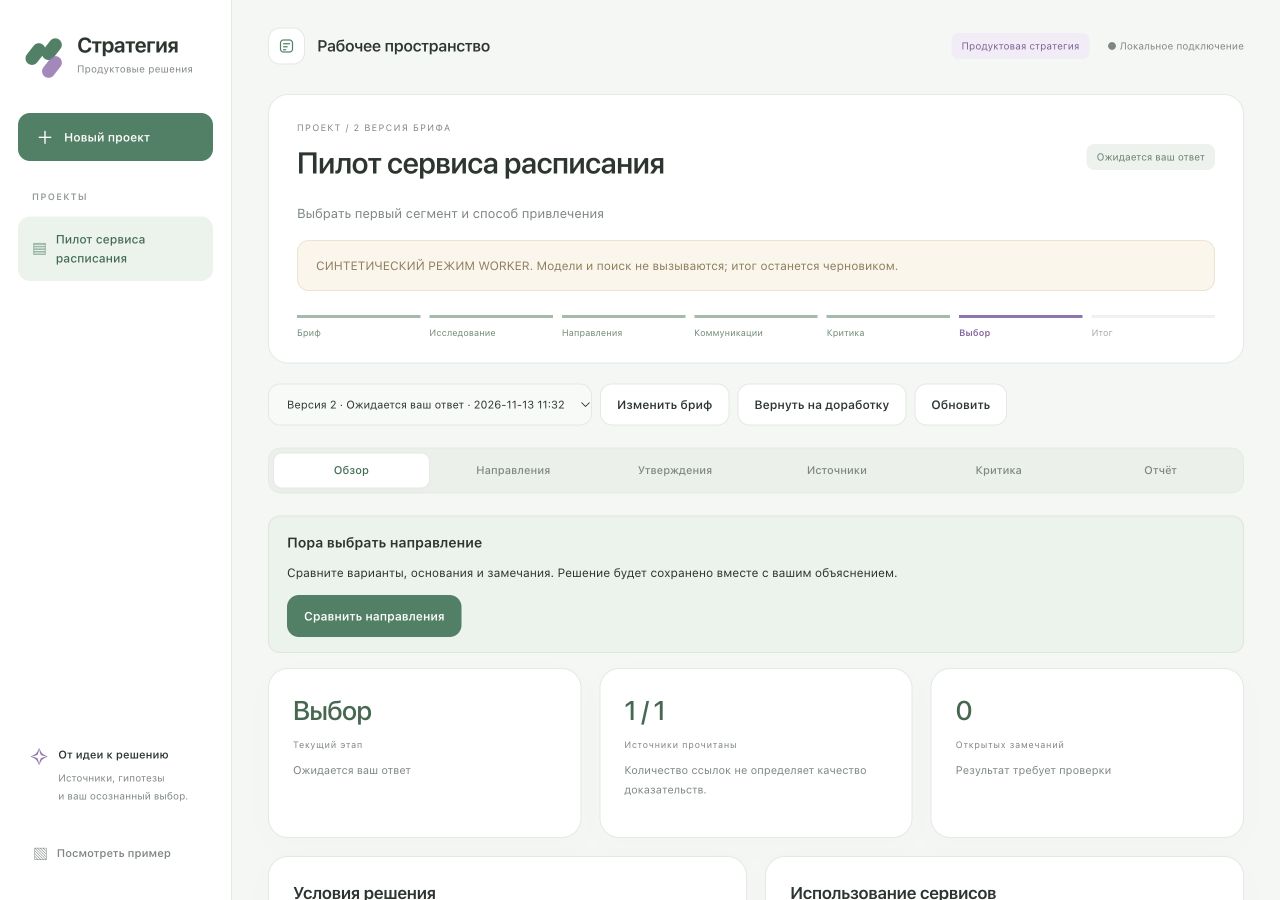 Стратегия
Продуктовые решения
Новый проект
ПРОЕКТЫ
Пилот сервиса
расписания
От идеи к решению
Источники, гипотезы
и ваш осознанный выбор.
Посмотреть пример
Рабочее пространство
Продуктовая стратегия
Локальное подключение
ПРОЕКТ / 2 ВЕРСИЯ БРИФА
Пилот сервиса расписания
Ожидается ваш ответ
Выбрать первый сегмент и способ привлечения
СИНТЕТИЧЕСКИЙ РЕЖИМ WORKER. Модели и поиск не вызываются; итог останется черновиком.
Бриф
Исследование
Направления
Коммуникации
Критика
Выбор
Итог
Версия 2 · Ожидается ваш ответ · 2026-11-13 11:32
Изменить бриф
Вернуть на доработку
Обновить
Обзор
Направления
Утверждения
Источники
Критика
Отчёт
Пора выбрать направление
Сравните варианты, основания и замечания. Решение будет сохранено вместе с вашим объяснением.
Сравнить направления
Выбор
Текущий этап
Ожидается ваш ответ
1/1
Источники прочитаны
Количество ссылок не определяет качество
доказательств.
0
Открытых замечаний
Результат требует проверки
Условия решения
Использование сервисов